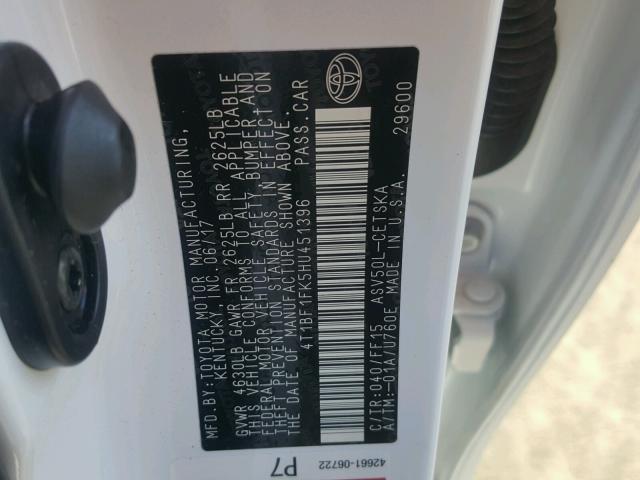 MFD. BY: TOYOTA MOTOR MANUFACTURING,
KENTUCKY, INC. 06/17
GVWR 4630LB GAWR FR 2625LB RR 2625LB
THIS VEHICLE CONFORMS TO ALL APPLICABLE
FEDERAL MOTOR VEHICLE SAFETY, BUMPER AND
THEFT PREVENTION STANDARDS IN EFFECT ON
THE DATE OF MANUFACTURE SHOWN ABOVE.
4T1BF1FK5HU451396 PASS. CAR
C/TR: 040/FF15 ASV50L-CETSKA 29600
A/TM: -01A/U760E MADE IN U.S.A.
42661-06722
P7